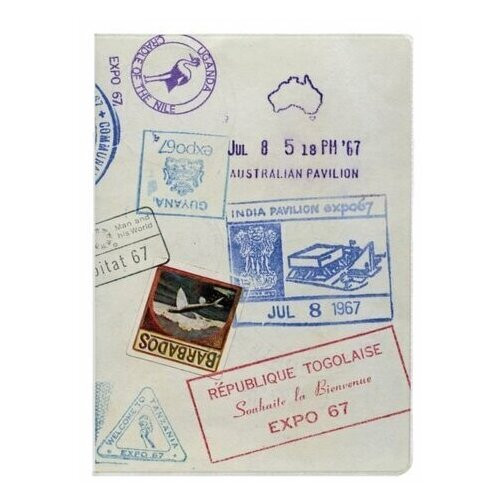 UGANDA
CRADLE OF THE NILE
EXPO 67.
COMMUN
expo67
GUYANA
JUL 8 5 18 PM '67
AUSTRALIAN PAVILION
INDIA PAVILION expo67
JUL 8 1967
Man and
his World
bitat 67
BARBADOS
RÉPUBLIQUE TOGOLAISE
Souhaite la Bienvenue
EXPO 67
WELCOME TO
TANZANIA
EXPO 67